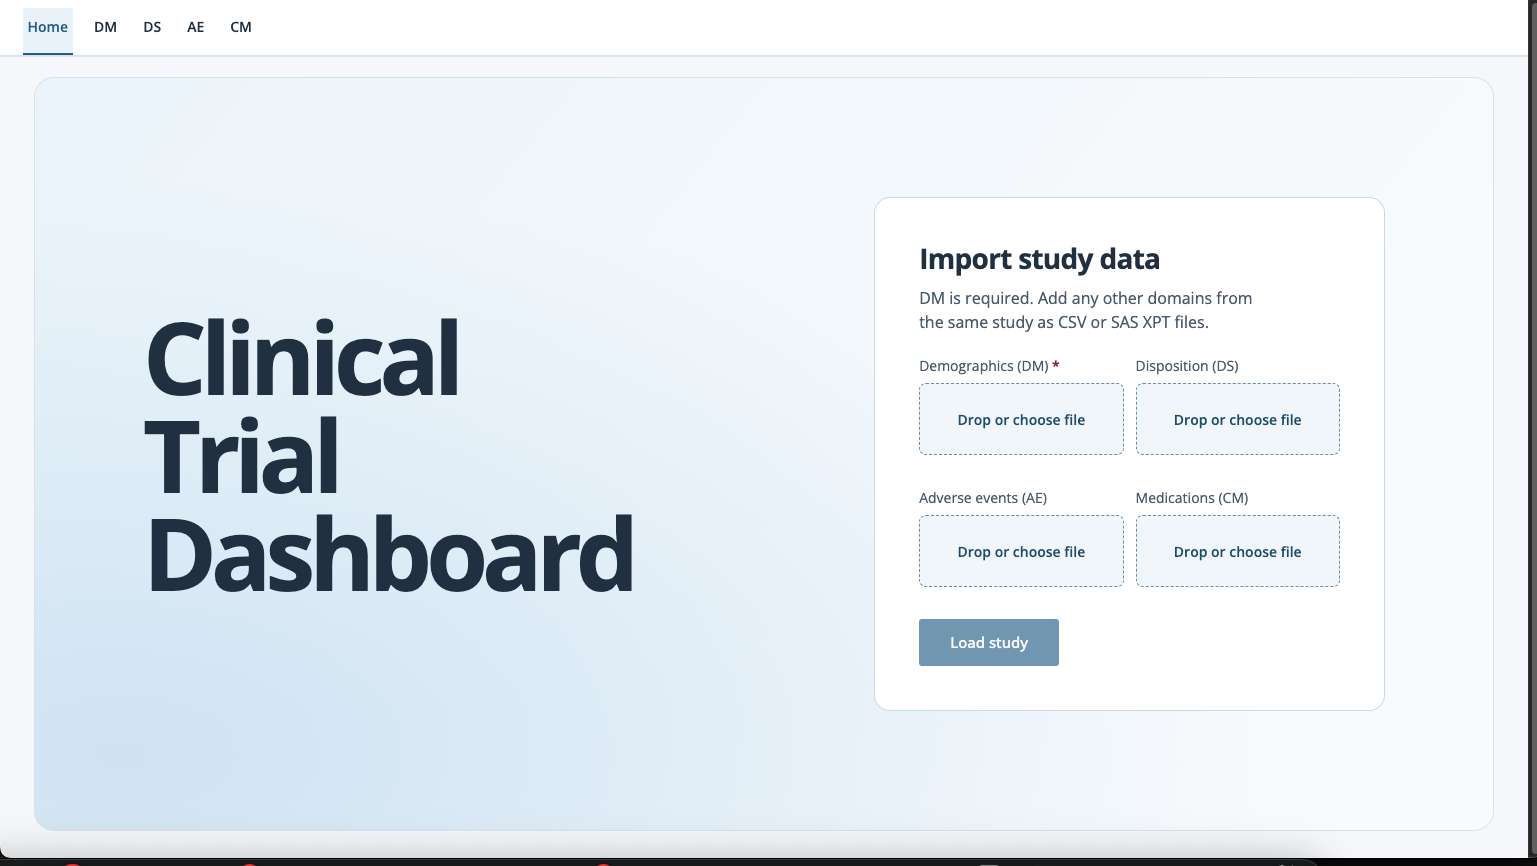 Home DM DS AE CM
Clinical
Trial
Dashboard
Import study data
DM is required. Add any other domains from
the same study as CSV or SAS XPT files.
Demographics (DM) * Disposition (DS)
Drop or choose file Drop or choose file
Adverse events (AE) Medications (CM)
Drop or choose file Drop or choose file
Load study